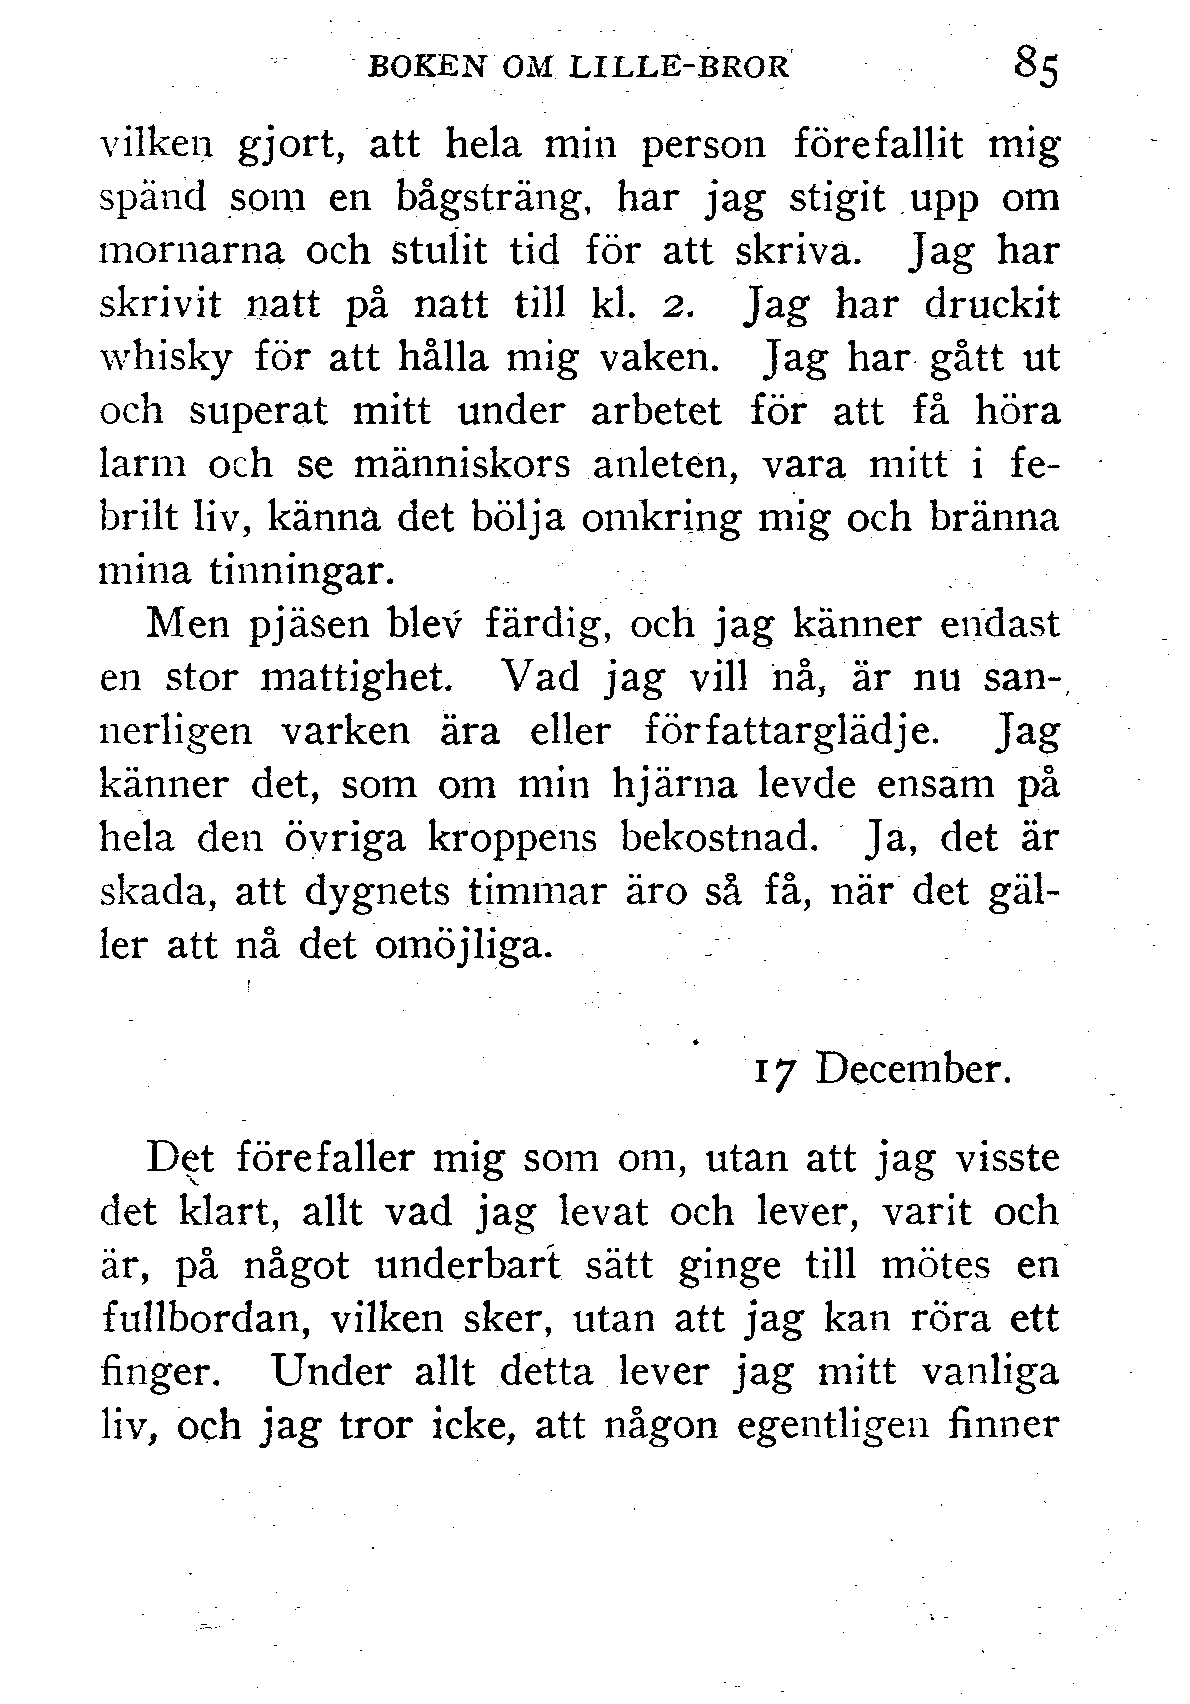 BOKEN OM LILLE-BROR 85
vilken gjort, att hela min person förefallit mig
spänd som en bågsträng, har jag stigit upp om
mornarna och stulit tid för att skriva. Jag har
skrivit natt på natt till kl. 2. Jag har druckit
whisky för att hålla mig vaken. Jag har gått ut
och superat mitt under arbetet för att få höra
larm och se människors anleten, vara mitt i fe-
brilt liv, känna det bölja omkring mig och bränna
mina tinningar.
Men pjäsen blev färdig, och jag känner endast
en stor mattighet. Vad jag vill nå, är nu san-
nerligen varken ära eller författarglädje. Jag
känner det, som om min hjärna levde ensam på
hela den övriga kroppens bekostnad. Ja, det är
skada, att dygnets timmar äro så få, när det gäl-
ler att nå det omöjliga.
17 December.
Det förefaller mig som om, utan att jag visste
det klart, allt vad jag levat och lever, varit och
är, på något underbart sätt ginge till mötes en
fullbordan, vilken sker, utan att jag kan röra ett
finger. Under allt detta lever jag mitt vanliga
liv, och jag tror icke, att någon egentligen finner